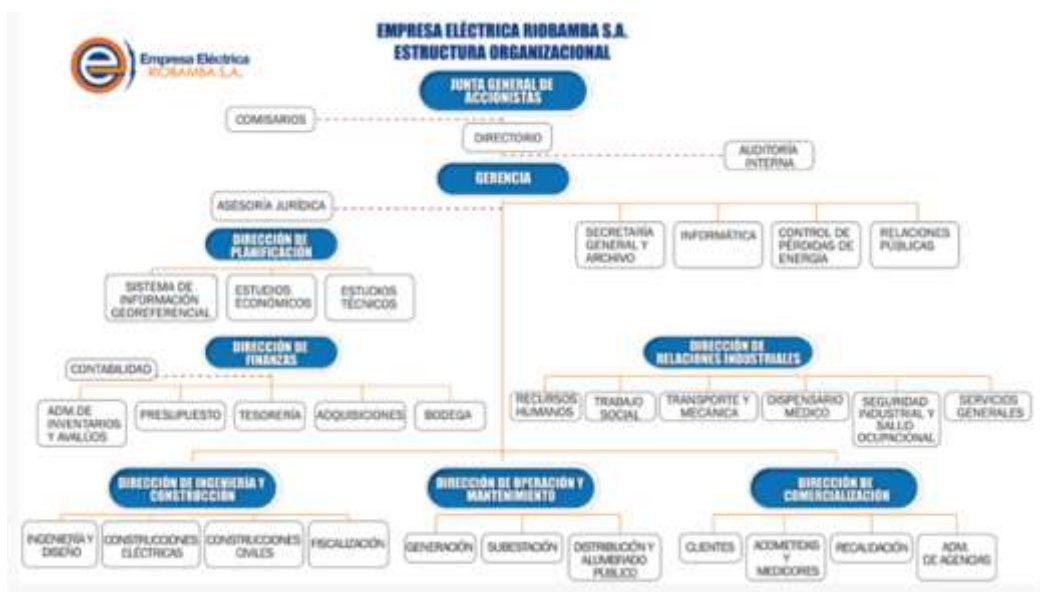 EMPRESA ELÉCTRICA RIOBAMBA S.A.
ESTRUCTURA ORGANIZACIONAL
Empresa Eléctrica
RIOBAMBA S.A.
JUNTA GENERAL DE
ACCIONISTAS
COMISARIOS
DIRECTORIO
AUDITORÍA
INTERNA
GERENCIA
ASESORÍA JURÍDICA
SECRETARÍA
GENERAL Y
ARCHIVO
INFORMÁTICA
CONTROL DE
PÉRDIDAS DE
ENERGÍA
RELACIONES
PÚBLICAS
DIRECCIÓN DE
PLANIFICACIÓN
SISTEMA DE
INFORMACIÓN
GEOREFERENCIAL
ESTUDIOS
ECONÓMICOS
ESTUDIOS
TÉCNICOS
DIRECCIÓN DE
FINANZAS
CONTABILIDAD
ADM.DE
INVENTARIOS
Y AVALÚOS
PRESUPUESTO
TESORERÍA
ADQUISICIONES
BODEGA
DIRECCIÓN DE
RELACIONES INDUSTRIALES
RECURSOS
HUMANOS
TRABAJO
SOCIAL
TRANSPORTE Y
MECÁNICA
DISPENSARIO
MÉDICO
SEGURIDAD
INDUSTRIAL Y
SALUD
OCUPACIONAL
SERVICIOS
GENERALES
DIRECCIÓN DE INGENIERÍA Y
CONSTRUCCIÓN
INGENIERÍA Y
DISEÑO
CONSTRUCCIONES
ELÉCTRICAS
CONSTRUCCIONES
CIVILES
FISCALIZACIÓN
DIRECCIÓN DE OPERACIÓN Y
MANTENIMIENTO
GENERACIÓN
SUBESTACIÓN
DISTRIBUCIÓN Y
ALUMBRADO
PÚBLICO
DIRECCIÓN DE
COMERCIALIZACIÓN
CLIENTES
ACOMETIDAS
Y
MEDIDORES
RECALIDACIÓN
ADM.
DE AGENCIAS